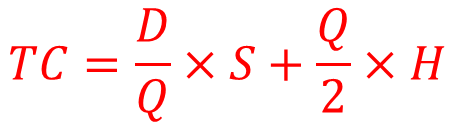 TC = D/Q × S + Q/2 × H